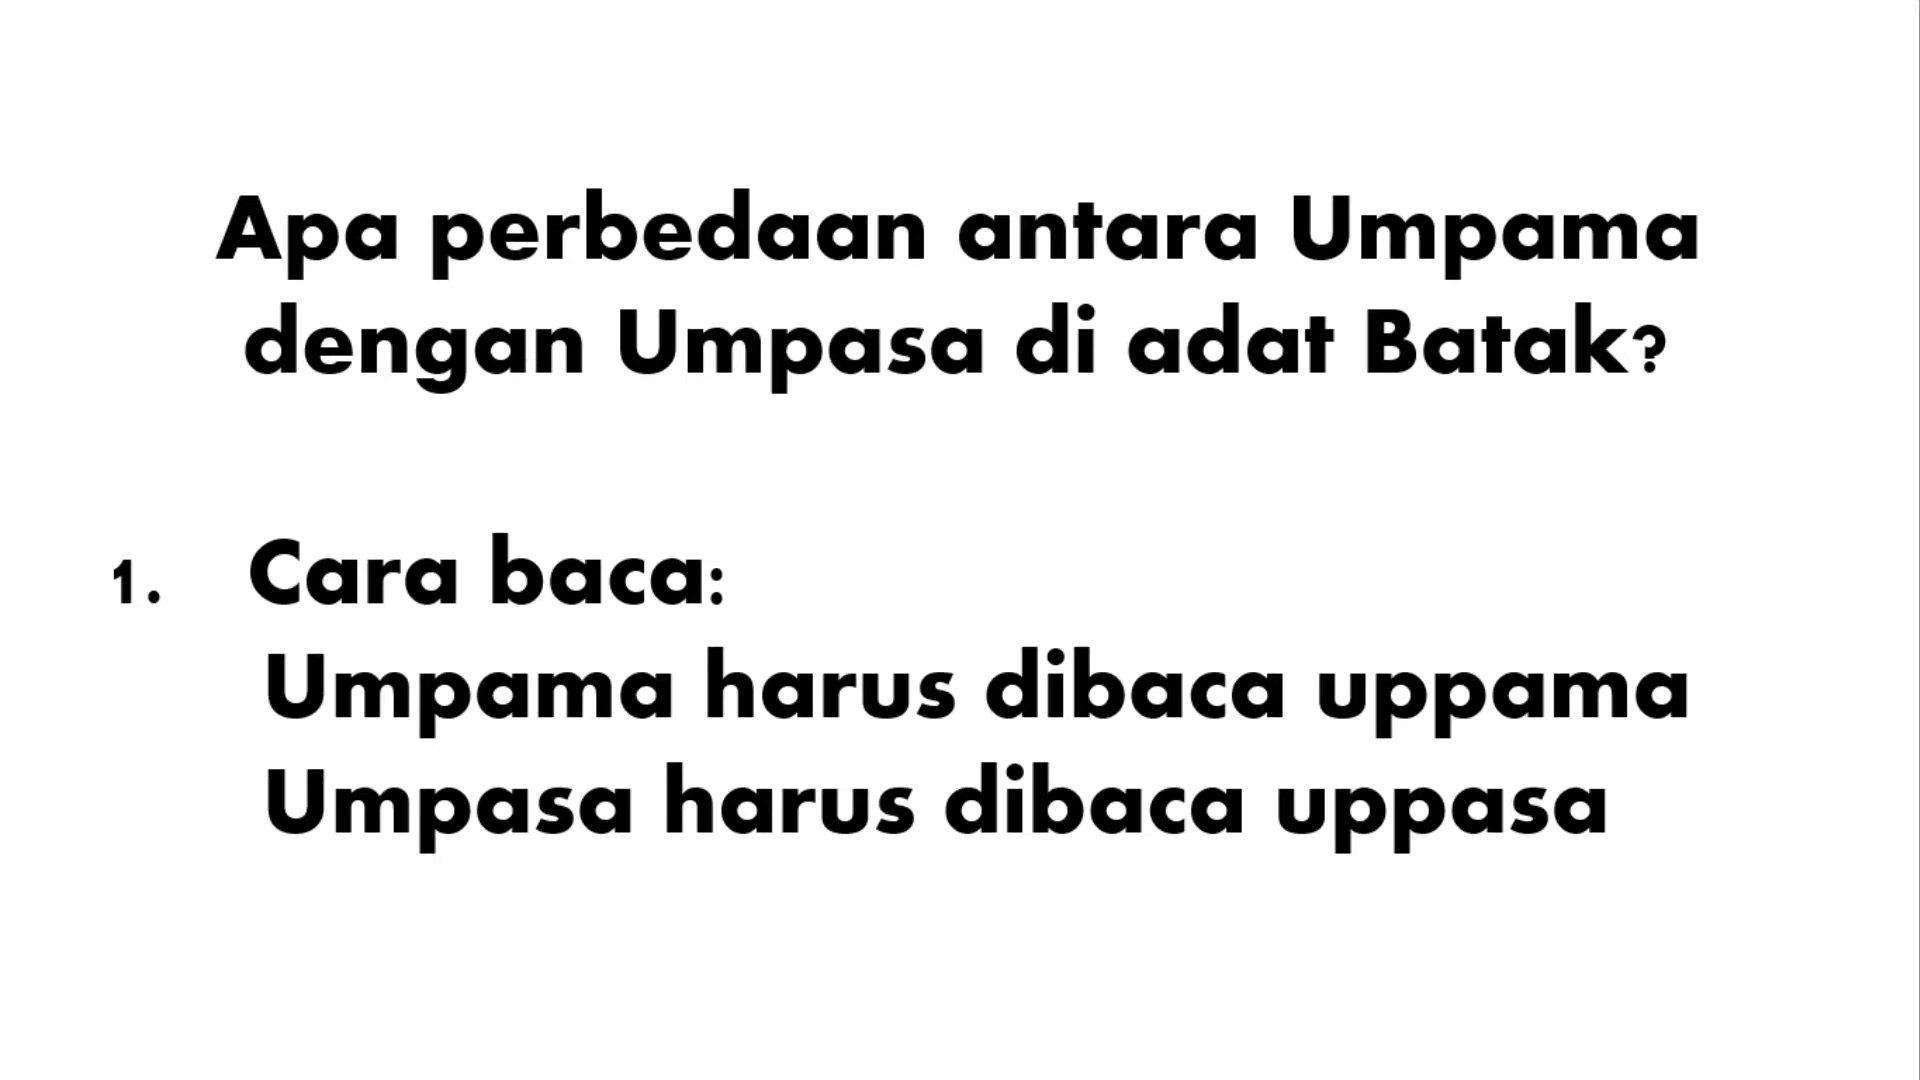 Apa perbedaan antara Umpama
dengan Umpasa di adat Batak?
1. Cara baca:
Umpama harus dibaca uppama
Umpasa harus dibaca uppasa